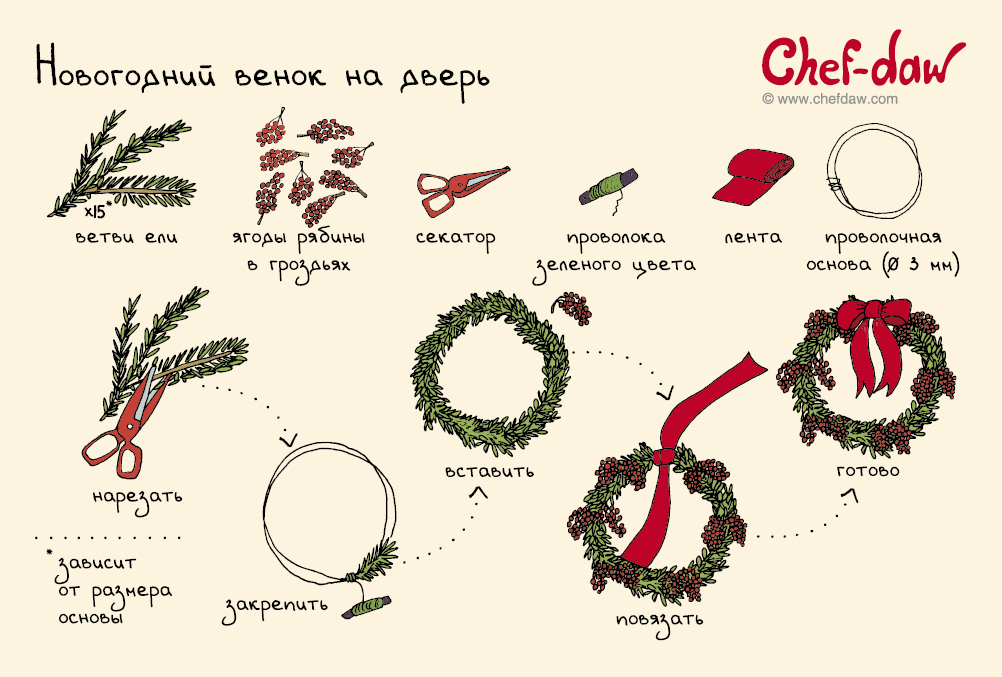 Новогодний венок на дверь
Chef-daw
© www.chefdaw.com
x15*
ветви ели
ягоды рябины
в гроздьях
секатор
проволока
зеленого цвета
лента
проволочная
основа (Ø 3 мм)
нарезать
закрепить
вставить
повязать
готово
* зависит
от размера
основы